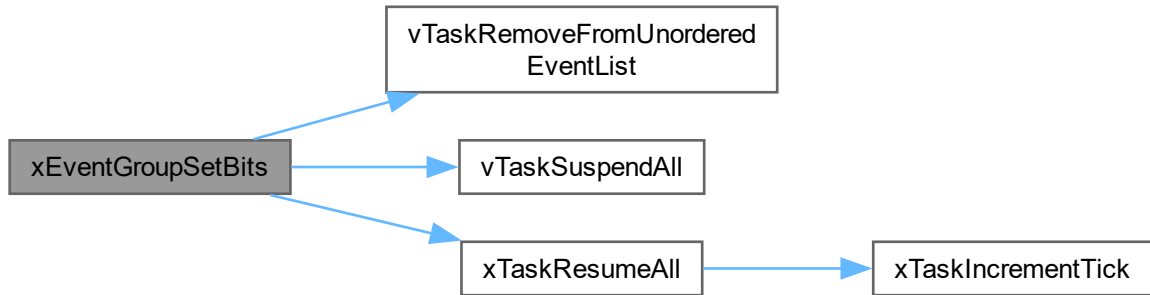 vTaskRemoveFromUnordered
EventList
xEventGroupSetBits
vTaskSuspendAll
xTaskResumeAll
xTaskIncrementTick